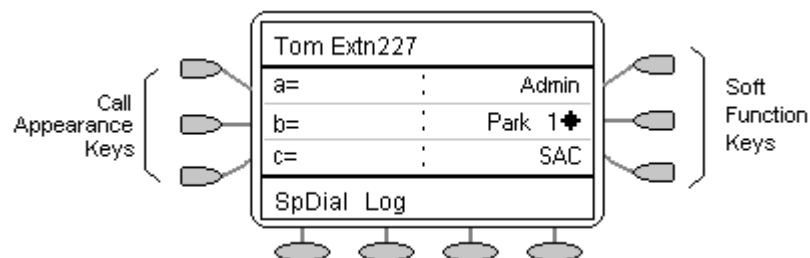 Tom Extn227
Call
Appearance
Keys
a= : Admin
b= : Park 1◆
c= : SAC
Soft
Function
Keys
SpDial Log